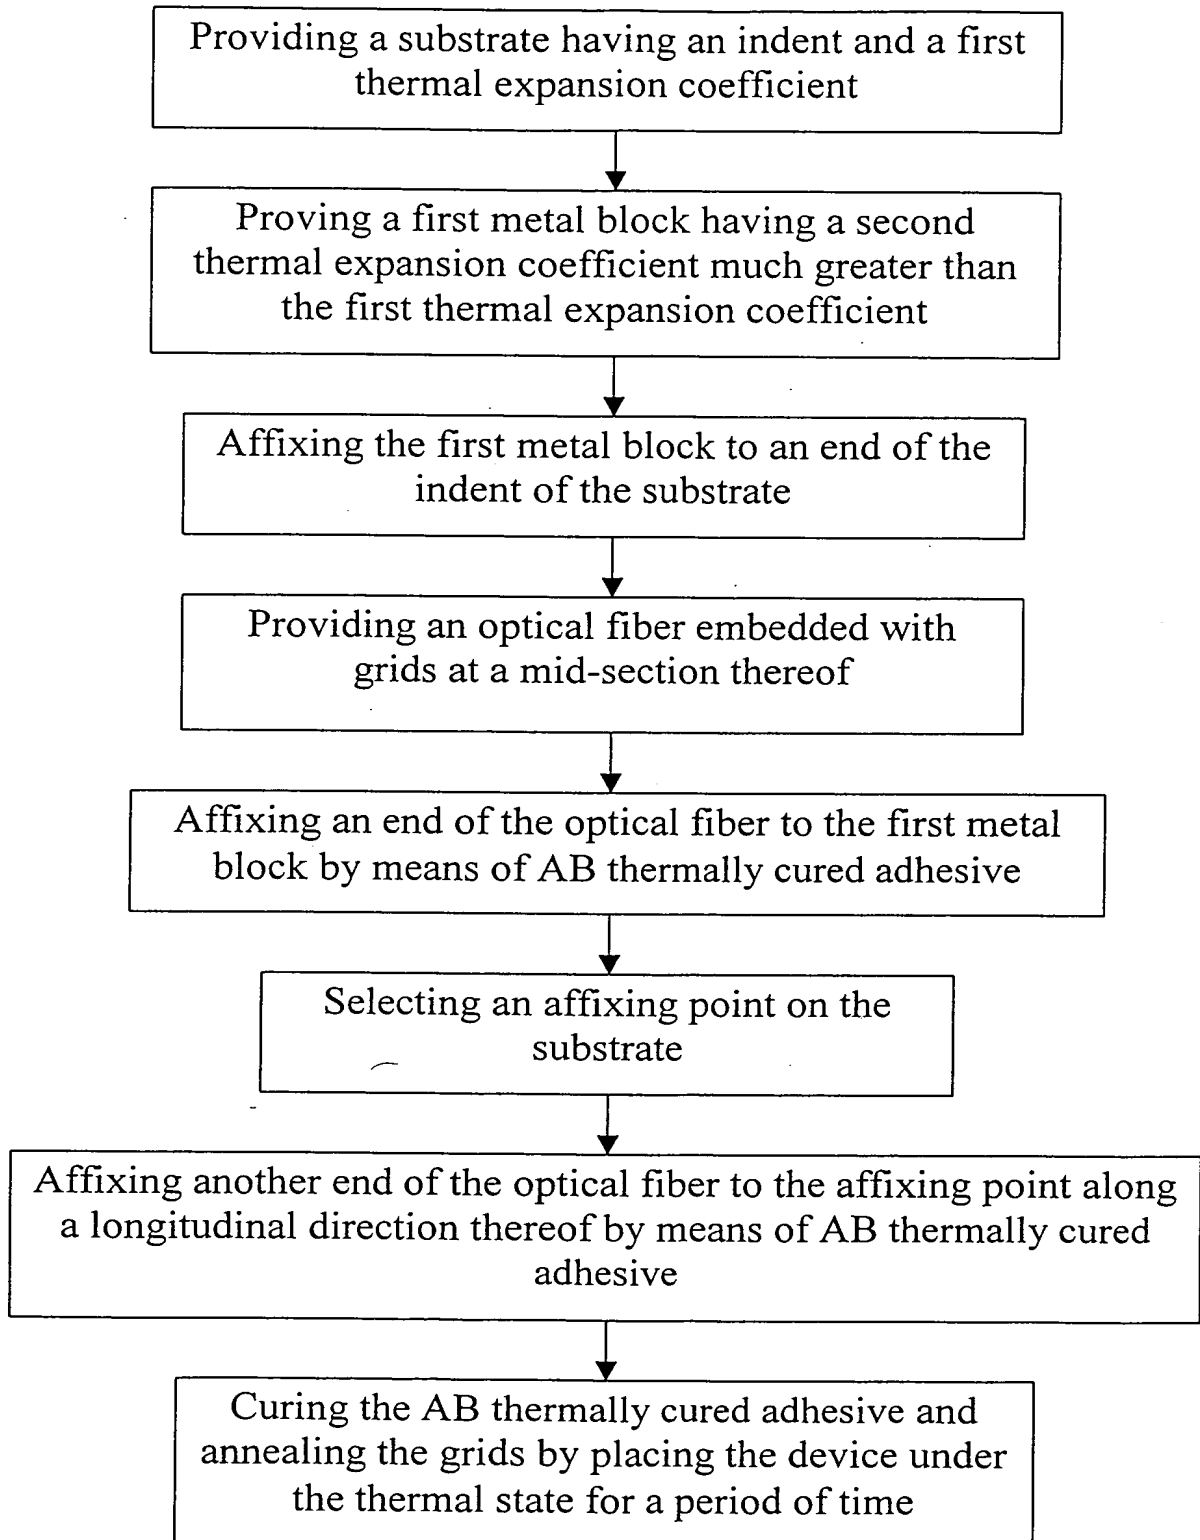 Providing a substrate having an indent and a first
thermal expansion coefficient
Proving a first metal block having a second
thermal expansion coefficient much greater than
the first thermal expansion coefficient
Affixing the first metal block to an end of the
indent of the substrate
Providing an optical fiber embedded with
grids at a mid-section thereof
Affixing an end of the optical fiber to the first metal
block by means of AB thermally cured adhesive
Selecting an affixing point on the
substrate
Affixing another end of the optical fiber to the affixing point along
a longitudinal direction thereof by means of AB thermally cured
adhesive
Curing the AB thermally cured adhesive and
annealing the grids by placing the device under
the thermal state for a period of time